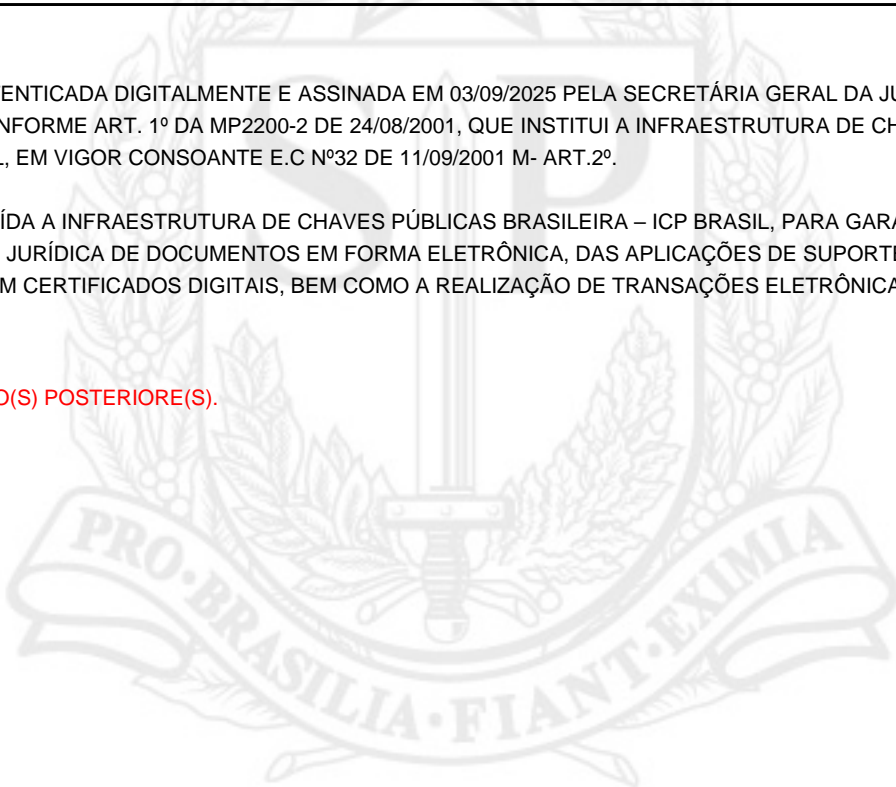 SP
ENTICADA DIGITALMENTE E ASSINADA EM 03/09/2025 PELA SECRETÁRIA GERAL DA JU
NFORME ART. 1º DA MP2200-2 DE 24/08/2001, QUE INSTITUI A INFRAESTRUTURA DE CH
L, EM VIGOR CONSOANTE E.C Nº32 DE 11/09/2001 M- ART.2º.
ÍDA A INFRAESTRUTURA DE CHAVES PÚBLICAS BRASILEIRA – ICP BRASIL, PARA GARA
JURÍDICA DE DOCUMENTOS EM FORMA ELETRÔNICA, DAS APLICAÇÕES DE SUPORTE
M CERTIFICADOS DIGITAIS, BEM COMO A REALIZAÇÃO DE TRANSAÇÕES ELETRÔNICA
O(S) POSTERIORE(S).
PRO·BRASILIA·FIANT·EXIMIA